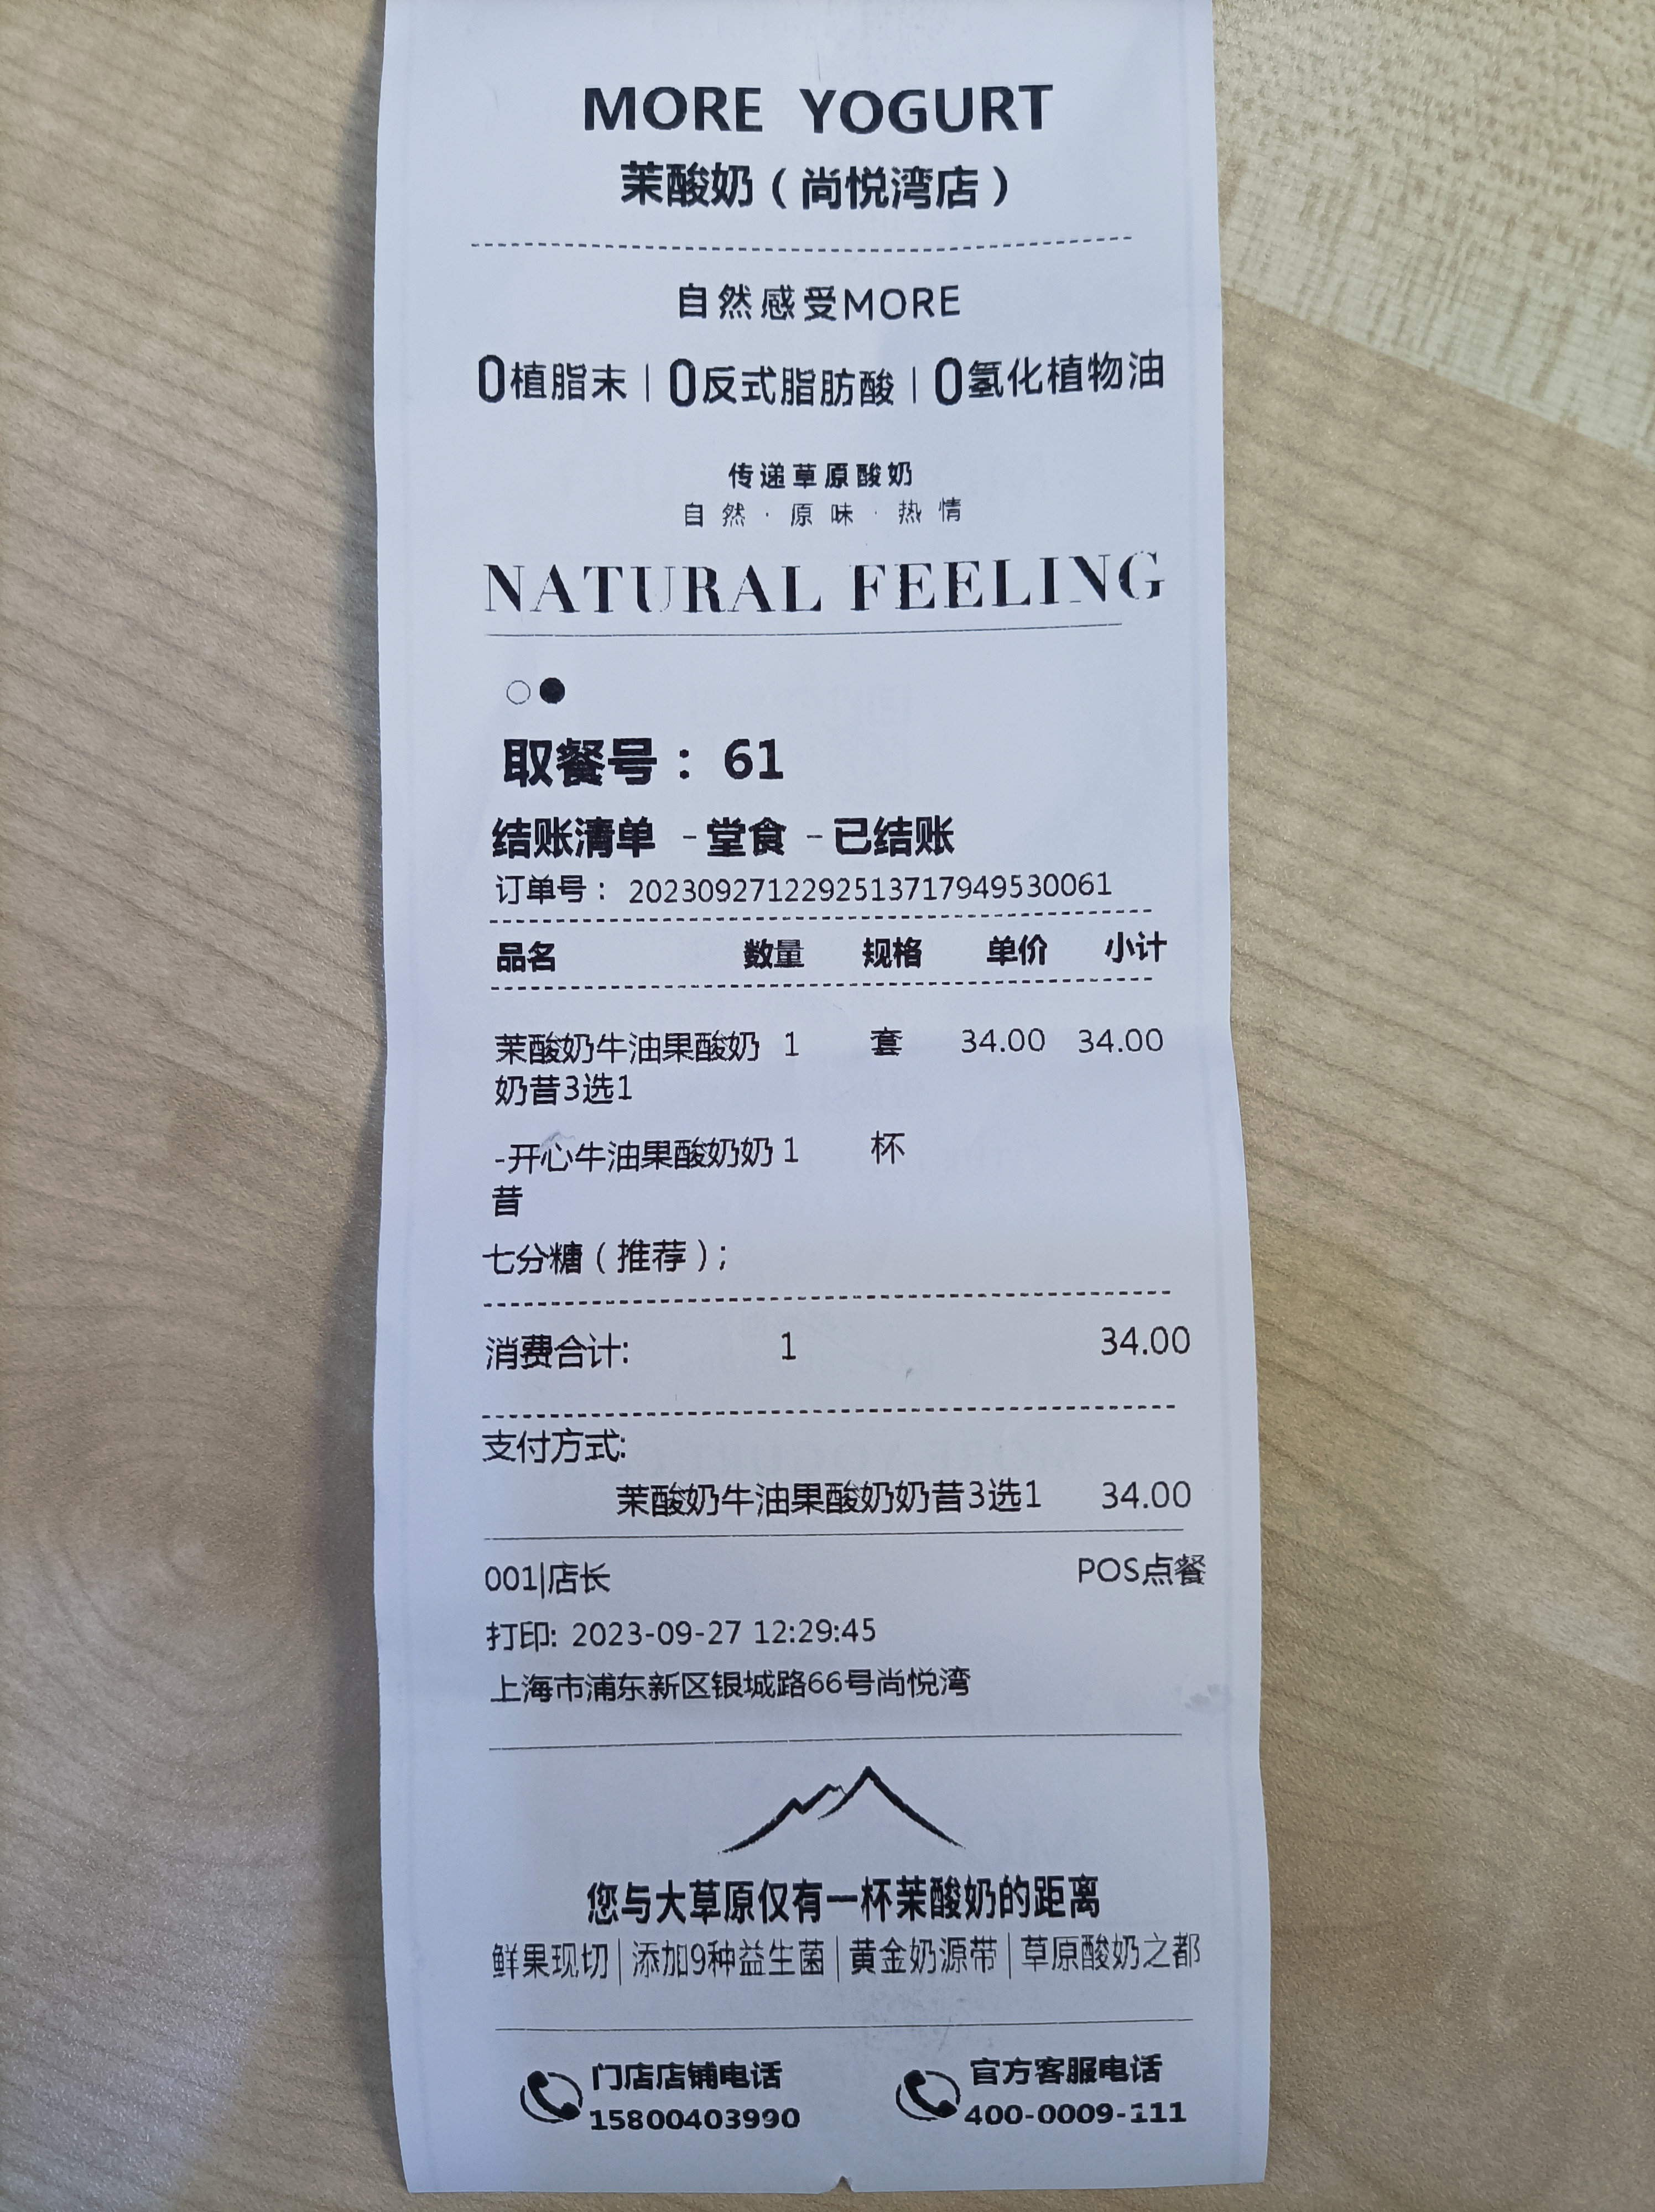 MORE YOGURT
茉酸奶（尚悦湾店）
自然感受MORE
0植脂末 | 0反式脂肪酸 | 0氢化植物油
传递草原酸奶
自然·原味·热情
NATURAL FEELING
取餐号： 61
结账清单 -堂食 -已结账
订单号： 20230927122925137179495300​61
品名 数量 规格 单价 小计
茉酸奶牛油果酸奶 1 套 34.00 34.00
奶昔3选1
-开心牛油果酸奶奶 1 杯
昔
七分糖（推荐）;
消费合计: 1 34.00
支付方式:
茉酸奶牛油果酸奶奶昔3选1 34.00
001|店长 POS点餐
打印: 2023-09-27 12:29:45
上海市浦东新区银城路66号尚悦湾
您与大草原仅有一杯茉酸奶的距离
鲜果现切|添加9种益生菌|黄金奶源带|草原酸奶之都
门店店铺电话 官方客服电话
15800403990 400-0009-111